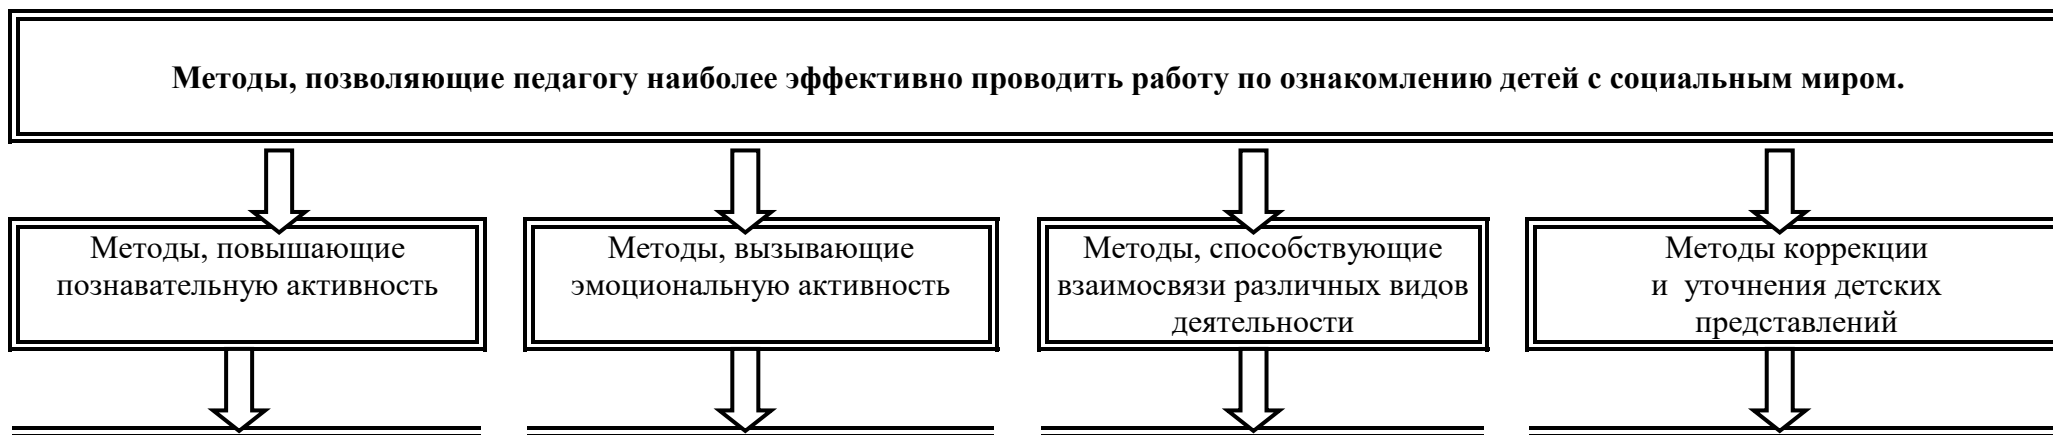 Методы, позволяющие педагогу наиболее эффективно проводить работу по ознакомлению детей с социальным миром.
Методы, повышающие
познавательную активность
Методы, вызывающие
эмоциональную активность
Методы, способствующие
взаимосвязи различных видов
деятельности
Методы коррекции
и уточнения детских
представлений